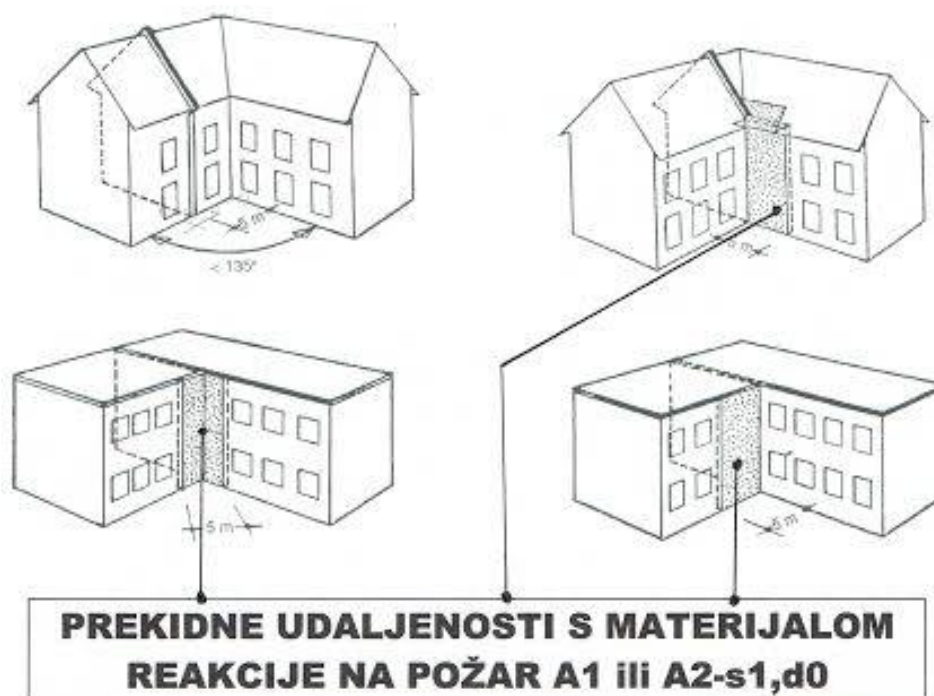 5 m
< 135°
5 m
5 m
5 m
PREKIDNE UDALJENOSTI S MATERIJALOM
REAKCIJE NA POŽAR A1 ili A2-s1,d0